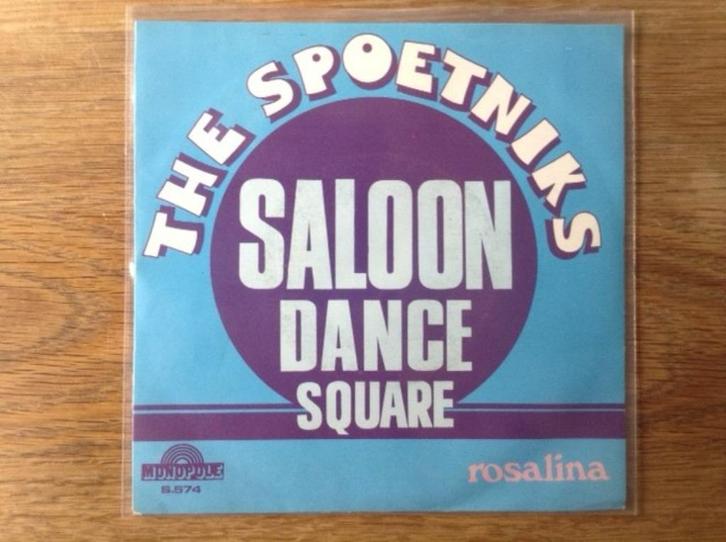 THE SPOETNIKS
SALOON
DANCE
SQUARE
MONOPOLE
S.574
rosalina